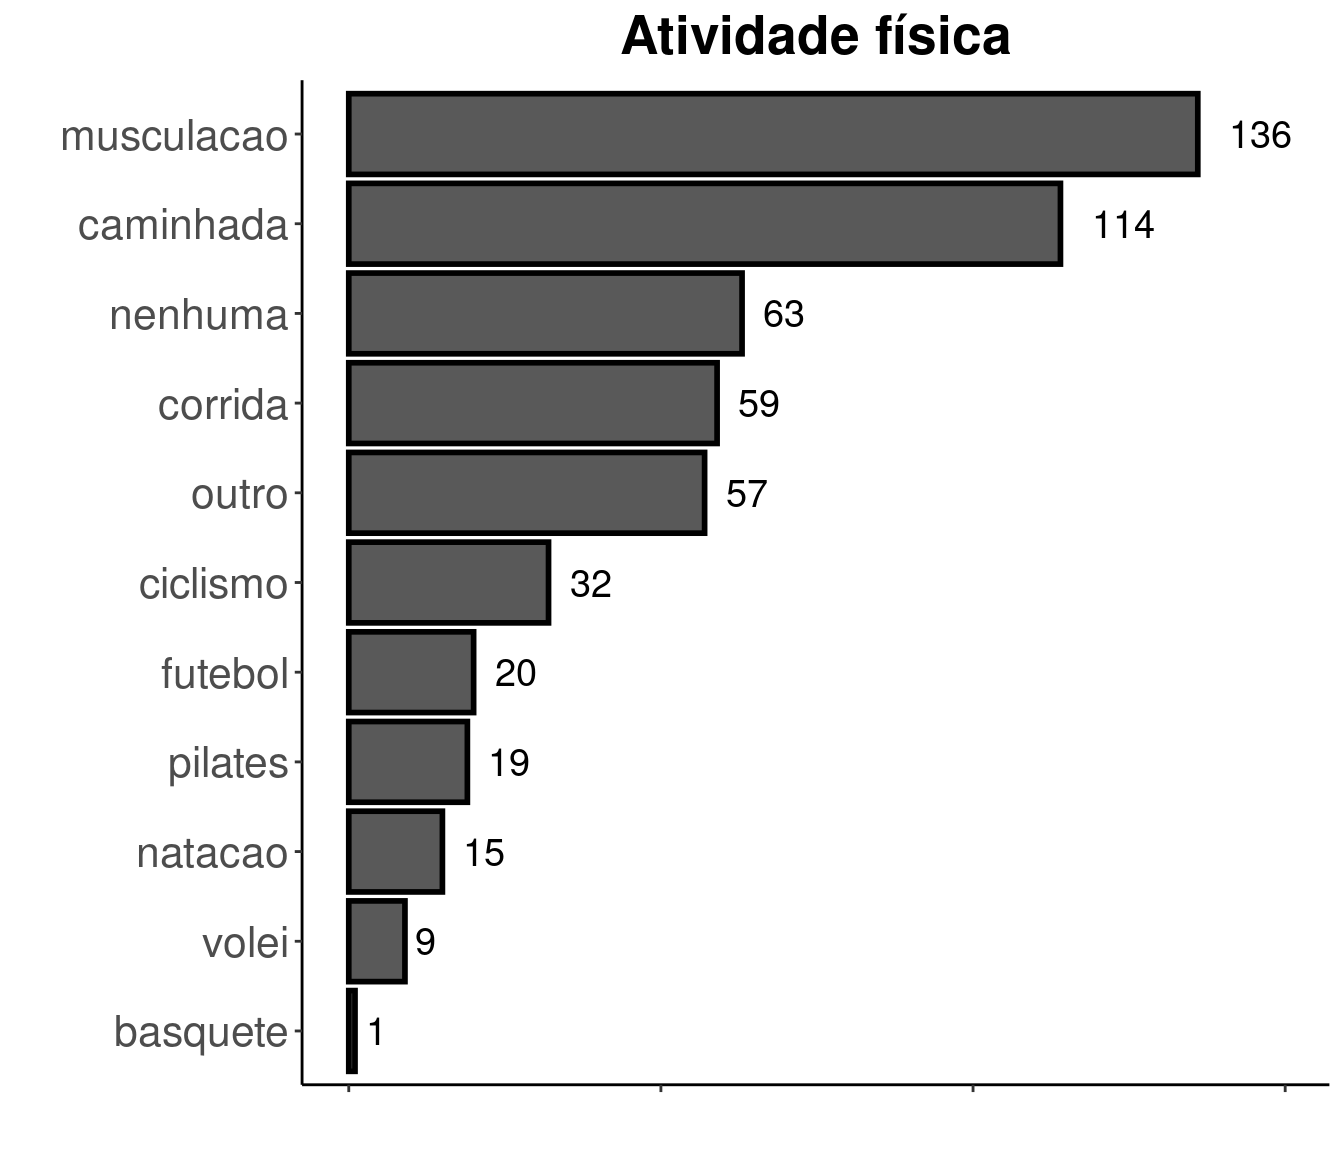 Atividade física
musculacao 136
caminhada 114
nenhuma 63
corrida 59
outro 57
ciclismo 32
futebol 20
pilates 19
natacao 15
volei 9
basquete 1